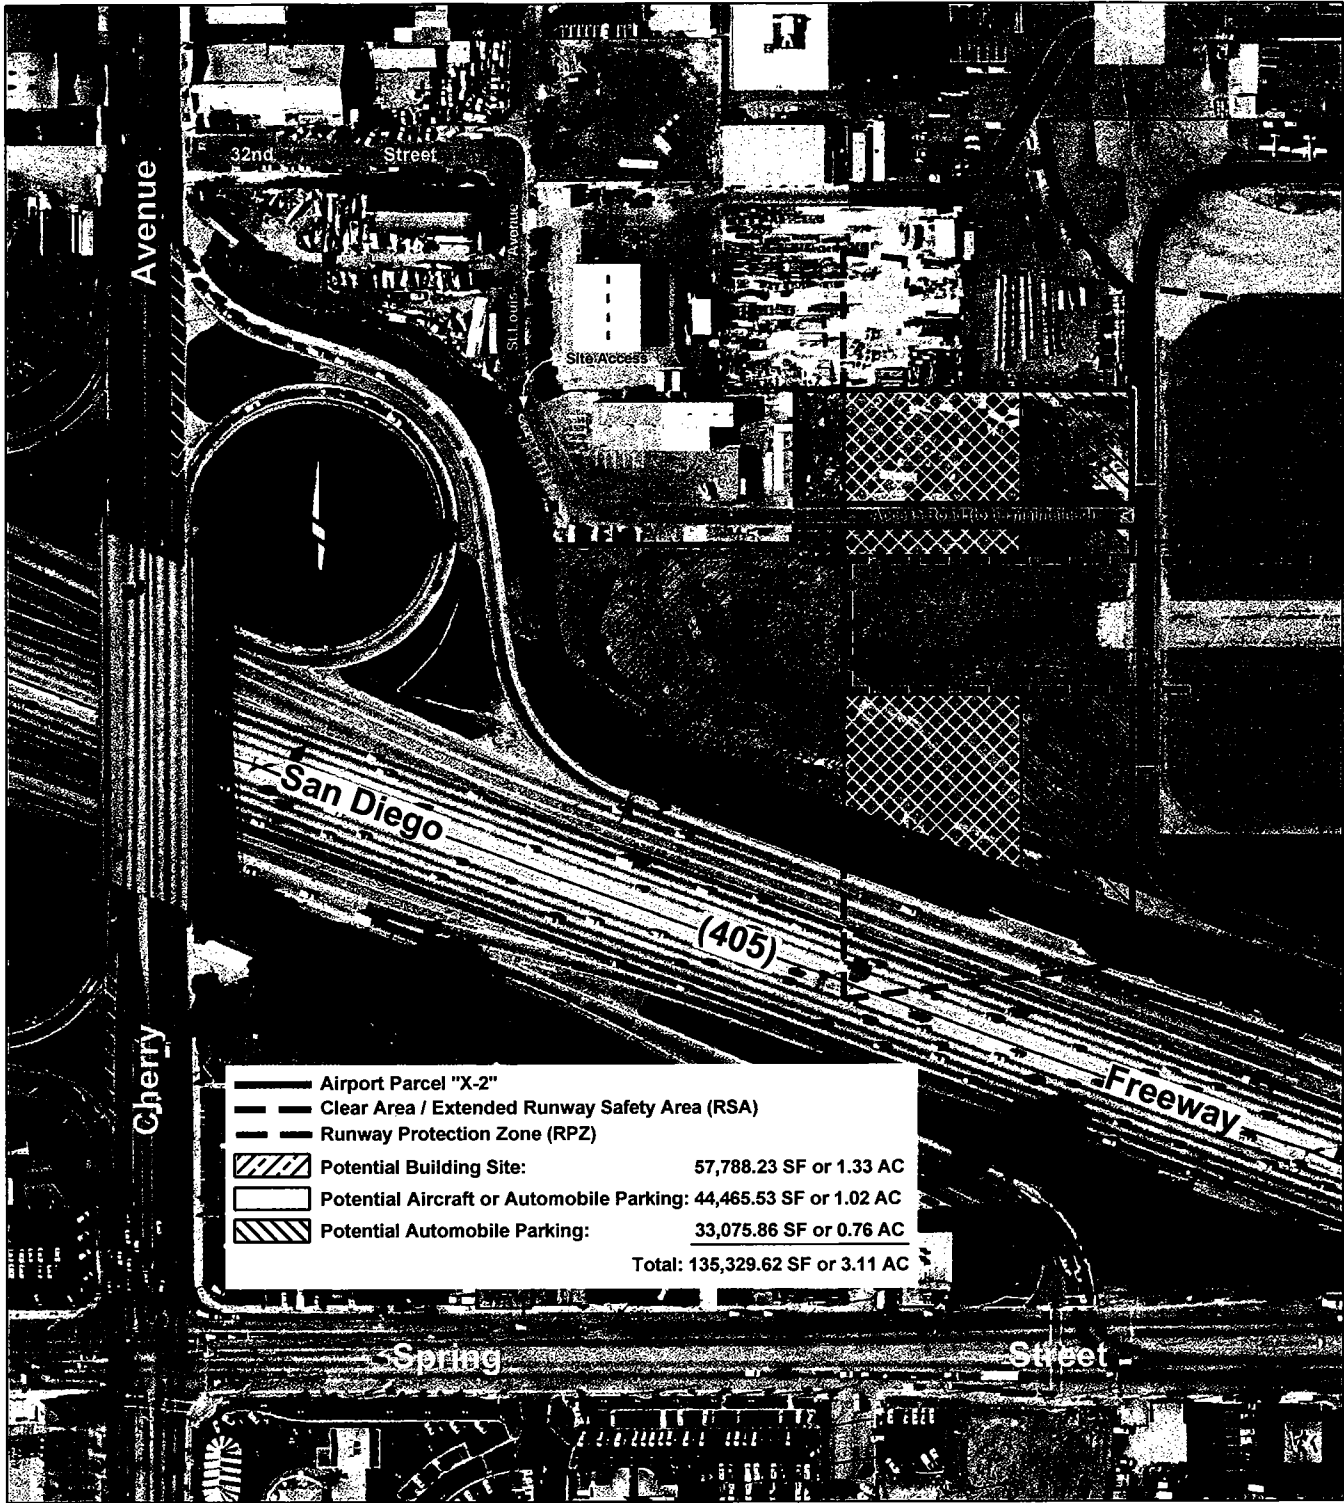 32nd Street
Avenue
St. Louis Avenue
Site Access
San Diego
(405)
Freeway
Cherry
Airport Parcel "X-2"
Clear Area / Extended Runway Safety Area (RSA)
Runway Protection Zone (RPZ)
Potential Building Site: 57,788.23 SF or 1.33 AC
Potential Aircraft or Automobile Parking: 44,465.53 SF or 1.02 AC
Potential Automobile Parking: 33,075.86 SF or 0.76 AC
Total: 135,329.62 SF or 3.11 AC
Spring Street